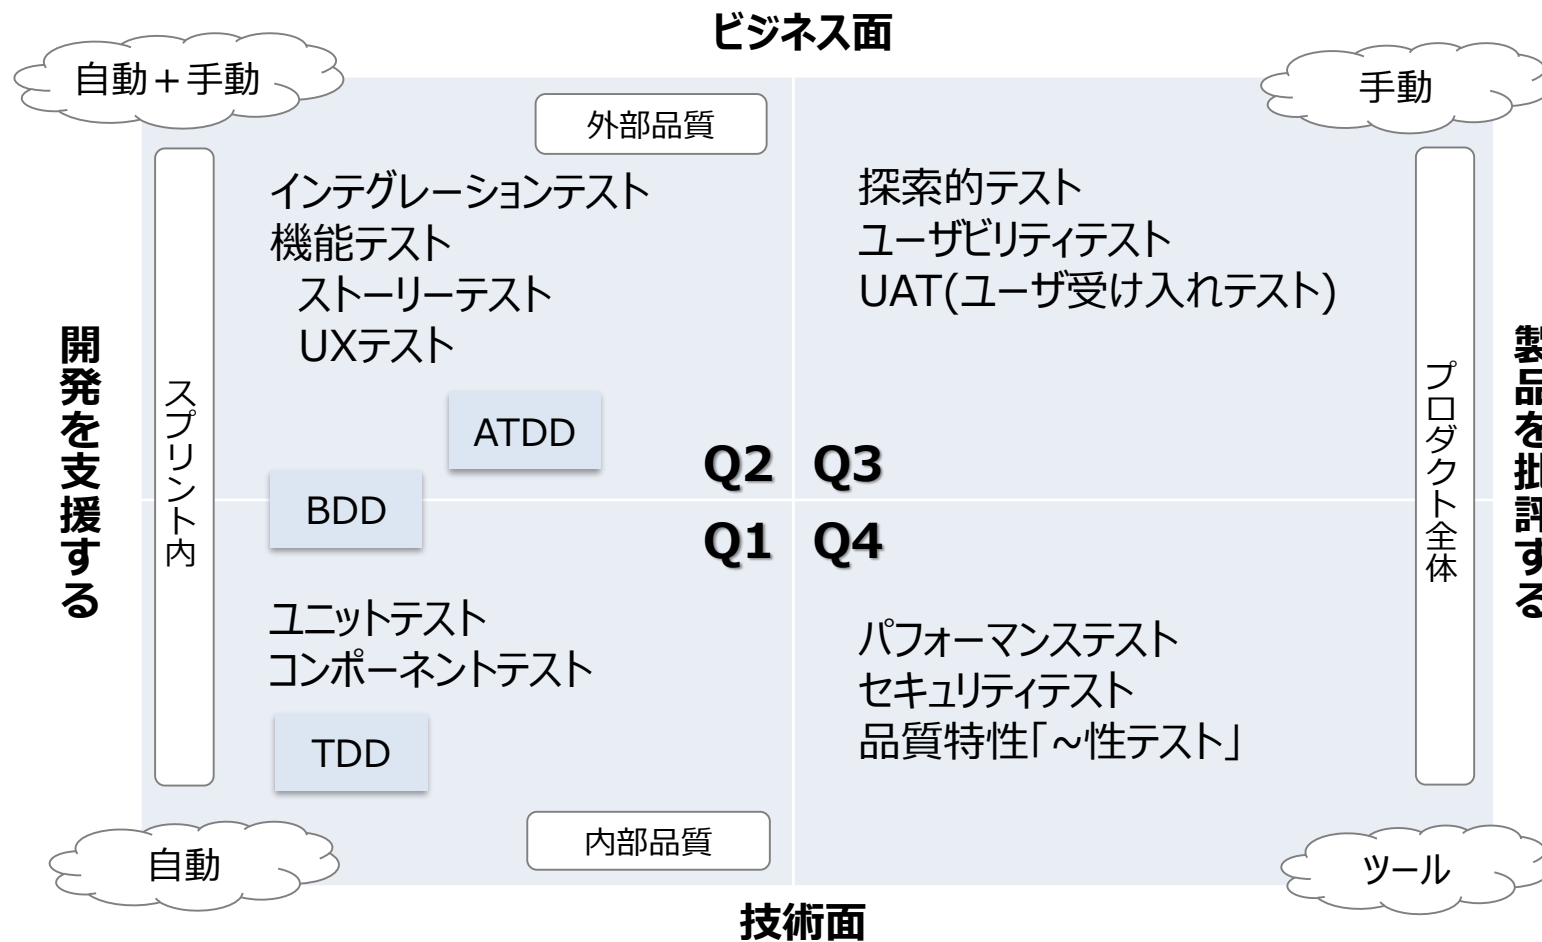 ビジネス面
自動＋手動
手動
外部品質
インテグレーションテスト
機能テスト
ストーリーテスト
UXテスト
探索的テスト
ユーザビリティテスト
UAT(ユーザ受け入れテスト)
開発を支援する
スプリント内
ATDD
BDD
Q2
Q3
Q1
Q4
プロダクト全体
製品を批評する
ユニットテスト
コンポーネントテスト
TDD
パフォーマンステスト
セキュリティテスト
品質特性「~性テスト」
内部品質
自動
ツール
技術面